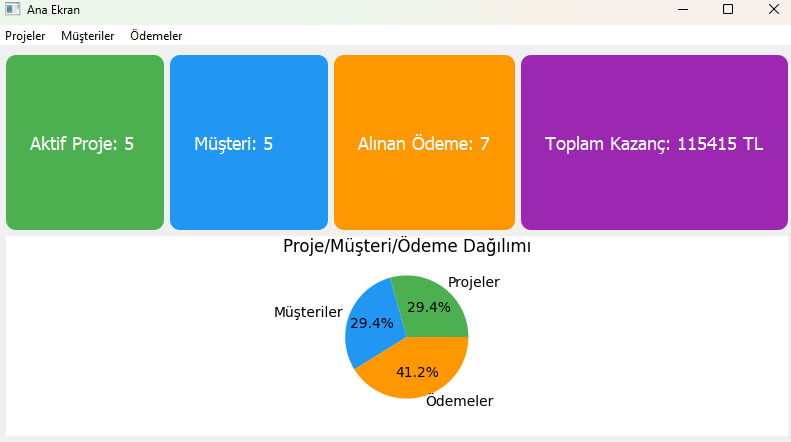 Ana Ekran
Projeler Müşteriler Ödemeler
Aktif Proje: 5
Müşteri: 5
Alınan Ödeme: 7
Toplam Kazanç: 115415 TL
Proje/Müşteri/Ödeme Dağılımı
Projeler
29.4%
Müşteriler
29.4%
41.2%
Ödemeler